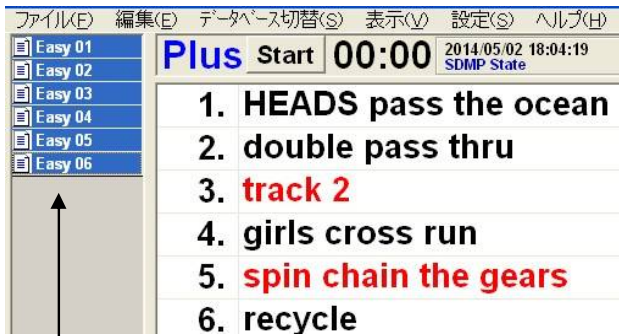 ファイル(F) 編集(E) データベース切替(S) 表示(V) 設定(S) ヘルプ(H)
Easy 01
Easy 02
Easy 03
Easy 04
Easy 05
Easy 06
Plus Start 00:00 2014/05/02 18:04:19
SDMP State
1. HEADS pass the ocean
2. double pass thru
3. track 2
4. girls cross run
5. spin chain the gears
6. recycle